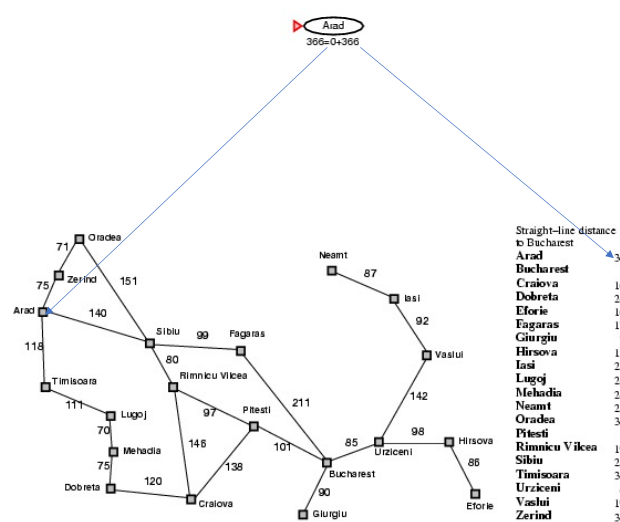 Arad
366=0+366
Oradea
71
Zerind
75
151
Arad
140
118
Sibiu
99
Fagaras
80
Rimnicu Vilcea
Timisoara
111
Lugoj
70
Mehadia
75
Dobreta
120
146
97
Pitesti
211
138
101
Craiova
Neamt
87
Iasi
92
Vaslui
142
85
98
Hirsova
Urziceni
86
Bucharest
90
Giurgiu
Eforie
Straight-line distance
to Bucharest
Arad
Bucharest
Craiova
Dobreta
Eforie
Fagaras
Giurgiu
Hirsova
Iasi
Lugoj
Mehadia
Neamt
Oradea
Pitesti
Rimnicu Vilcea
Sibiu
Timisoara
Urziceni
Vaslui
Zerind